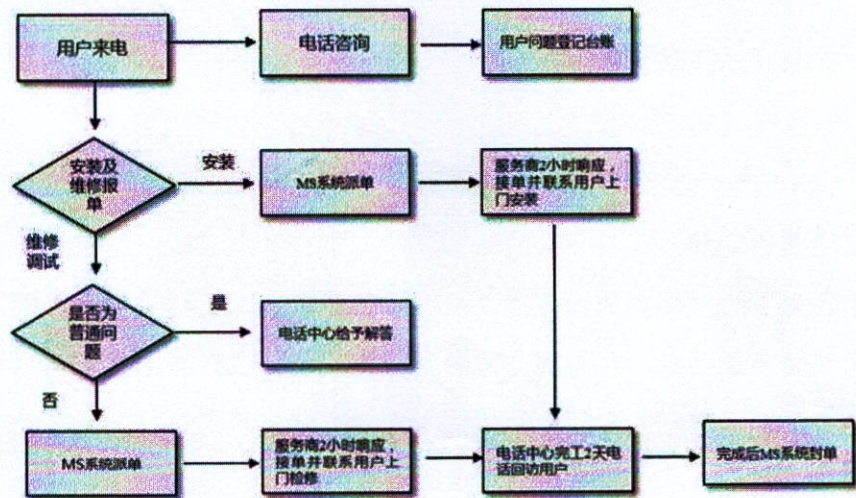 用户来电
电话咨询
用户问题登记台账
安装及
维修报
单
安装
MS系统派单
服务商2小时响应，
接单并联系用户上
门安装
维修
调试
是否为
普通问
题
是
电话中心给予解答
否
MS系统派单
服务商2小时响应，
接单并联系用户上
门检修
电话中心完工2天电
话回访用户
完成后MS系统封单